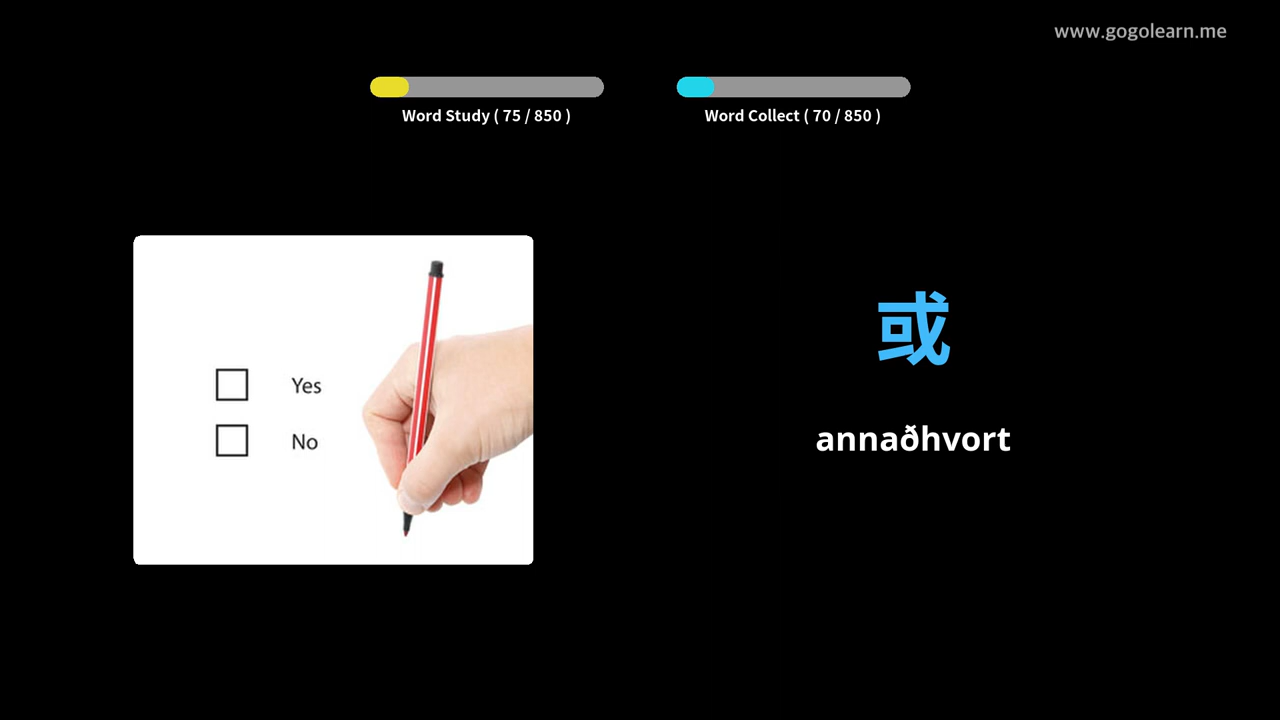 www.gogolearn.me
Word Study ( 75 / 850 )
Word Collect ( 70 / 850 )
Yes
No
或
annaðhvort